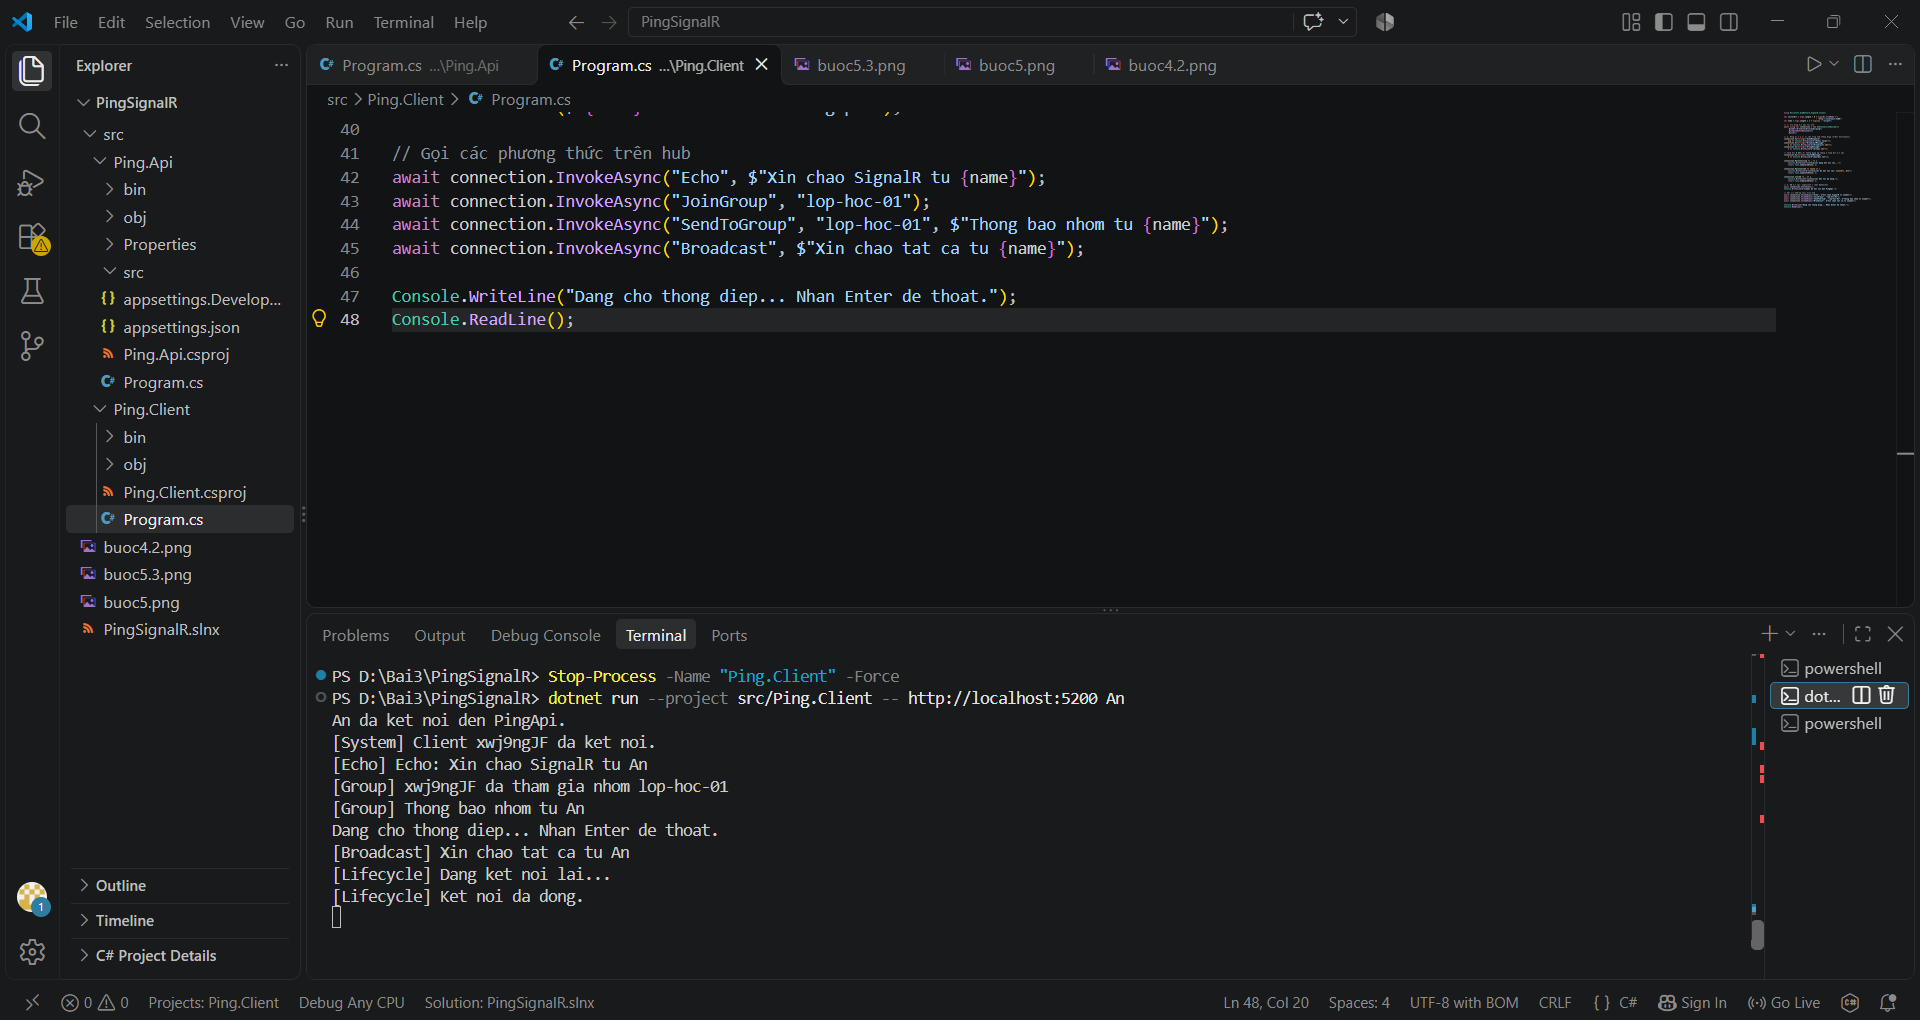 File Edit Selection View Go Run Terminal Help
PingSignalR
Explorer
PingSignalR
src
Ping.Api
bin
obj
Properties
src
appsettings.Develop...
appsettings.json
Ping.Api.csproj
Program.cs
Ping.Client
bin
obj
Ping.Client.csproj
Program.cs
buoc4.2.png
buoc5.3.png
buoc5.png
PingSignalR.slnx
Outline
Timeline
C# Project Details
1
Program.cs ...\Ping.Api
Program.cs ...\Ping.Client
buoc5.3.png
buoc5.png
buoc4.2.png
src > Ping.Client > Program.cs
40
41 // Gọi các phương thức trên hub
42 await connection.InvokeAsync("Echo", $"Xin chao SignalR tu {name}");
43 await connection.InvokeAsync("JoinGroup", "lop-hoc-01");
44 await connection.InvokeAsync("SendToGroup", "lop-hoc-01", $"Thong bao nhom tu {name}");
45 await connection.InvokeAsync("Broadcast", $"Xin chao tat ca tu {name}");
46
47 Console.WriteLine("Dang cho thong diep... Nhan Enter de thoat.");
48 Console.ReadLine();
Problems Output Debug Console Terminal Ports
PS D:\Bai3\PingSignalR> Stop-Process -Name "Ping.Client" -Force
PS D:\Bai3\PingSignalR> dotnet run --project src/Ping.Client -- http://localhost:5200 An
An da ket noi den PingApi.
[System] Client xwj9ngJF da ket noi.
[Echo] Echo: Xin chao SignalR tu An
[Group] xwj9ngJF da tham gia nhom lop-hoc-01
[Group] Thong bao nhom tu An
Dang cho thong diep... Nhan Enter de thoat.
[Broadcast] Xin chao tat ca tu An
[Lifecycle] Dang ket noi lai...
[Lifecycle] Ket noi da dong.
powershell
dot...
powershell
0 0 Projects: Ping.Client Debug Any CPU Solution: PingSignalR.slnx
Ln 48, Col 20 Spaces: 4 UTF-8 with BOM CRLF { } C# Sign In Go Live